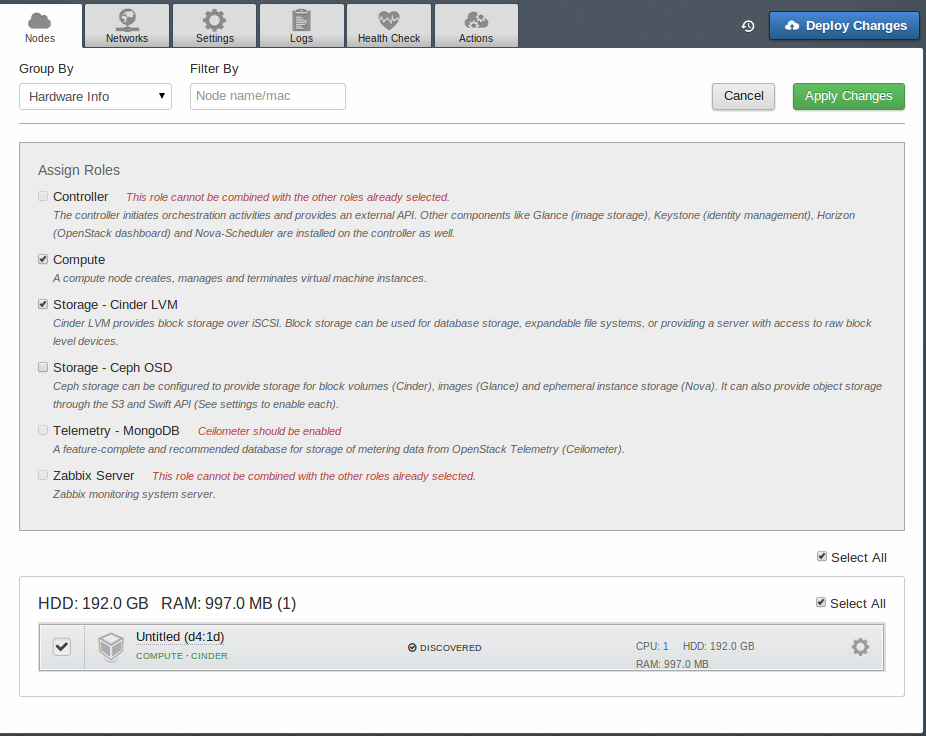 Nodes
Networks
Settings
Logs
Health Check
Actions
Deploy Changes
Group By
Filter By
Hardware Info
Node name/mac
Cancel
Apply Changes
Assign Roles
Controller This role cannot be combined with the other roles already selected.
The controller initiates orchestration activities and provides an external API. Other components like Glance (image storage), Keystone (identity management), Horizon
(OpenStack dashboard) and Nova-Scheduler are installed on the controller as well.
Compute
A compute node creates, manages and terminates virtual machine instances.
Storage - Cinder LVM
Cinder LVM provides block storage over iSCSI. Block storage can be used for database storage, expandable file systems, or providing a server with access to raw block
level devices.
Storage - Ceph OSD
Ceph storage can be configured to provide storage for block volumes (Cinder), images (Glance) and ephemeral instance storage (Nova). It can also provide object storage
through the S3 and Swift API (See settings to enable each).
Telemetry - MongoDB Ceilometer should be enabled
A feature-complete and recommended database for storage of metering data from OpenStack Telemetry (Ceilometer).
Zabbix Server This role cannot be combined with the other roles already selected.
Zabbix monitoring system server.
Select All
HDD: 192.0 GB RAM: 997.0 MB (1)
Select All
Untitled (d4:1d)
COMPUTE · CINDER
DISCOVERED
CPU: 1 HDD: 192.0 GB
RAM: 997.0 MB